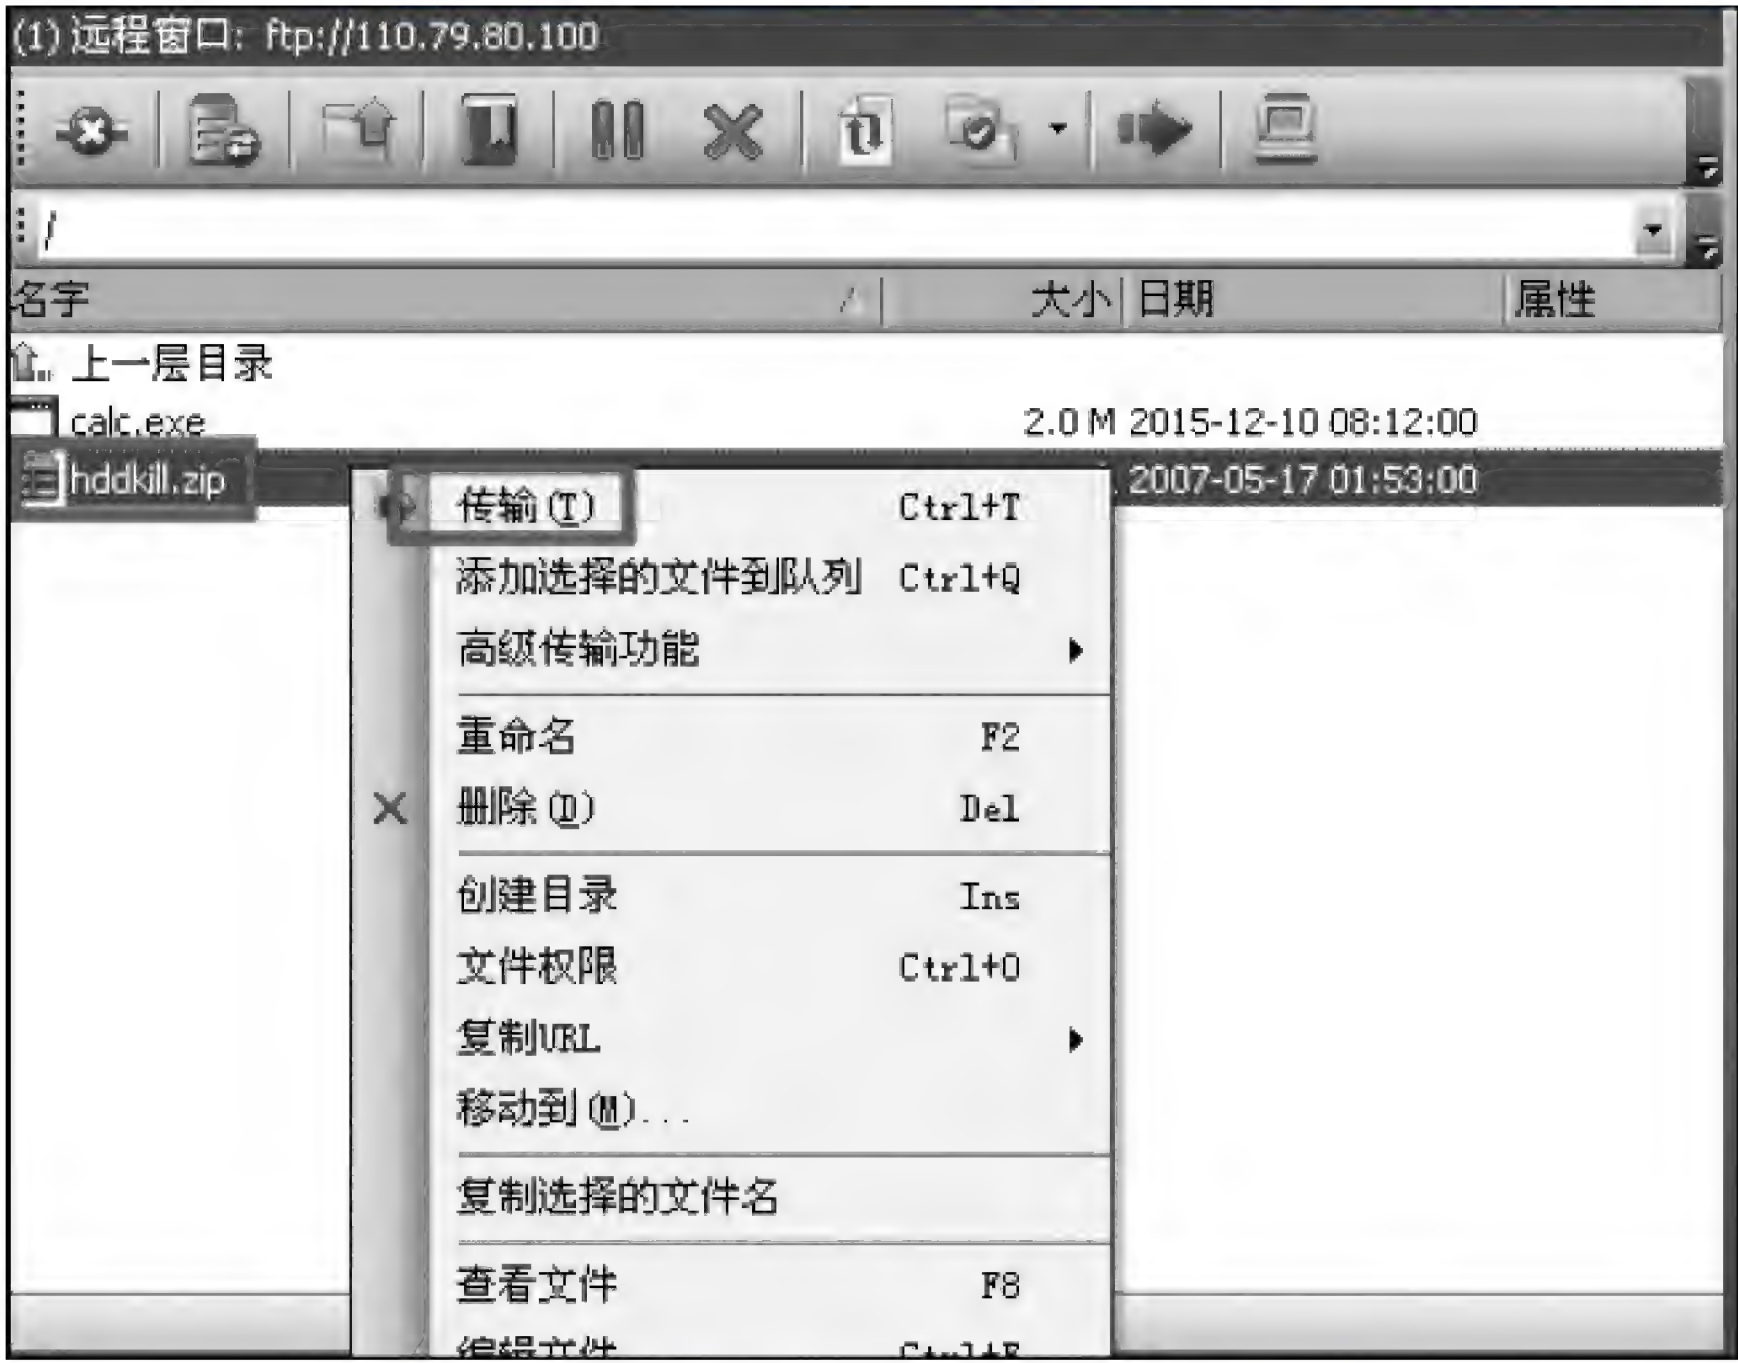 (1) 远程窗口: ftp://110.79.80.100
/
名字 大小 日期 属性
上一层目录
calc.exe 2.0 M 2015-12-10 08:12:00
hddkill.zip 2007-05-17 01:53:00
传输(T) Ctrl+T
添加选择的文件到队列 Ctrl+Q
高级传输功能
重命名 F2
删除(D) Del
创建目录 Ins
文件权限 Ctrl+O
复制URL
移动到(M)...
复制选择的文件名
查看文件 F8
编辑文件